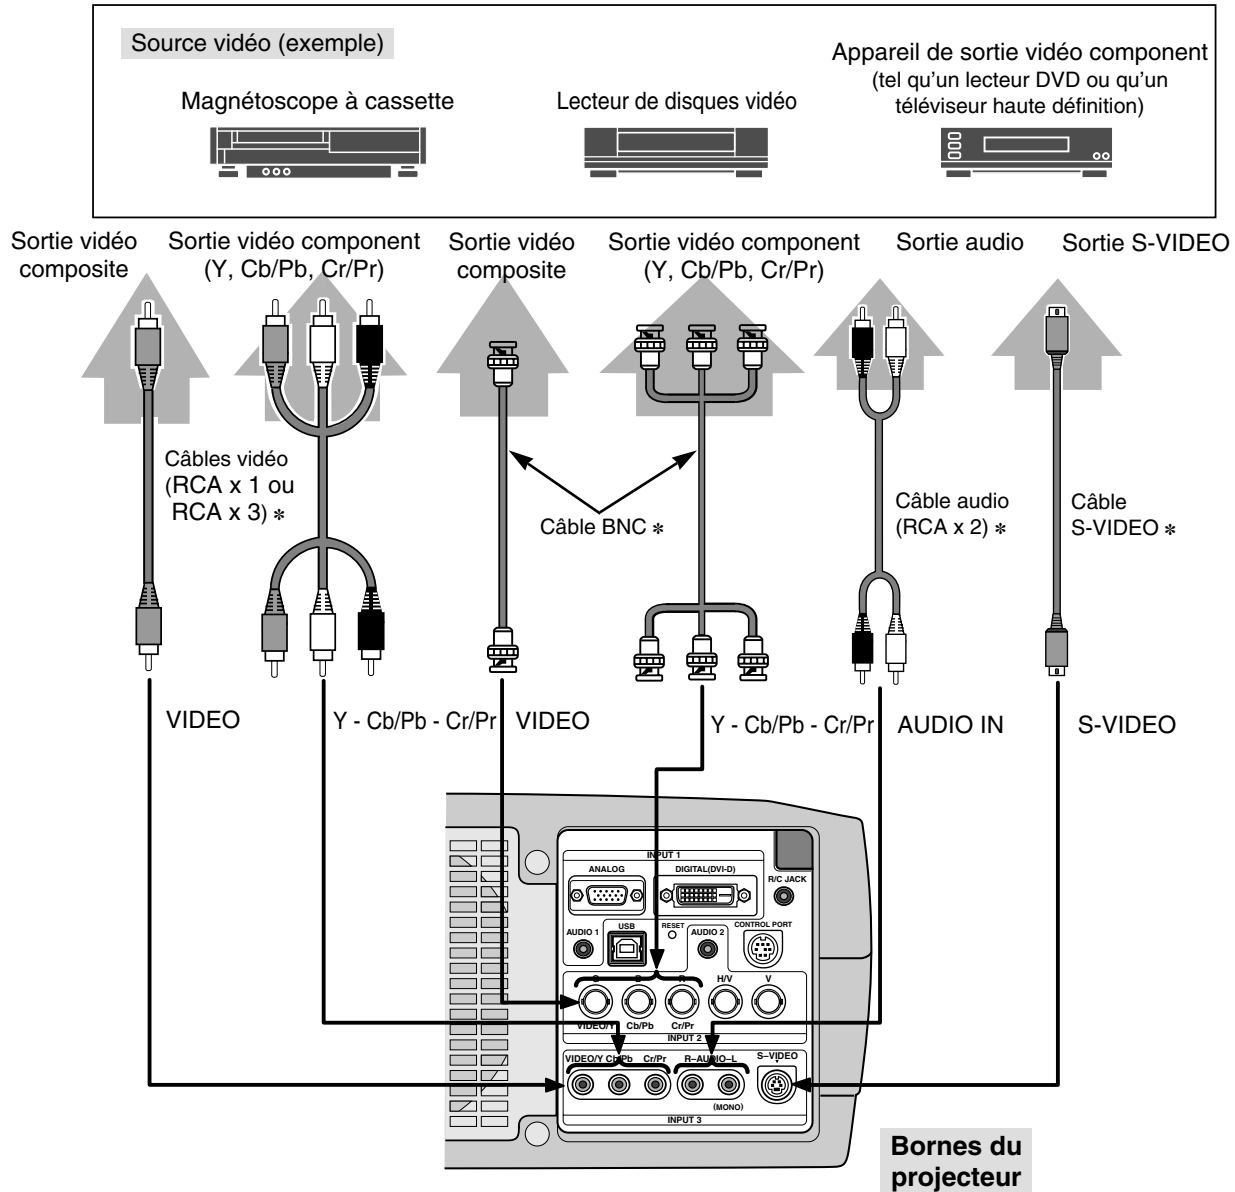 Source vidéo (exemple)
Appareil de sortie vidéo component
(tel qu'un lecteur DVD ou qu'un
téléviseur haute définition)
Magnétoscope à cassette
Lecteur de disques vidéo
Sortie vidéo
composite
Sortie vidéo component
(Y, Cb/Pb, Cr/Pr)
Sortie vidéo
composite
Sortie vidéo component
(Y, Cb/Pb, Cr/Pr)
Sortie audio
Sortie S-VIDEO
Câbles vidéo
(RCA x 1 ou
RCA x 3) *
Câble BNC *
Câble audio
(RCA x 2) *
Câble
S-VIDEO *
VIDEO
Y - Cb/Pb - Cr/Pr
VIDEO
Y - Cb/Pb - Cr/Pr
AUDIO IN
S-VIDEO
INPUT 1
ANALOG
DIGITAL(DVI-D)
R/C JACK
AUDIO 1
USB
RESET
AUDIO 2
CONTROL PORT
G B R H/V V
VIDEO/Y Cb/Pb Cr/Pr
INPUT 2
VIDEO/Y Cb/Pb Cr/Pr
R–AUDIO–L
S–VIDEO
(MONO)
INPUT 3
Bornes du
projecteur